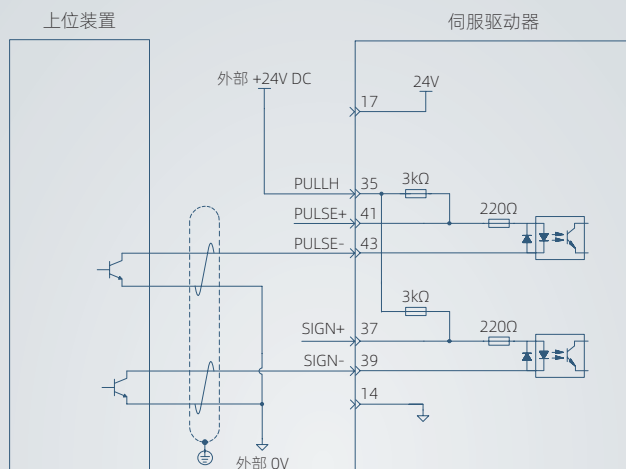 上位装置
伺服驱动器
外部 +24V DC
24V
17
PULLH
35
3kΩ
PULSE+
41
220Ω
PULSE-
43
3kΩ
SIGN+
37
220Ω
SIGN-
39
14
外部 0V